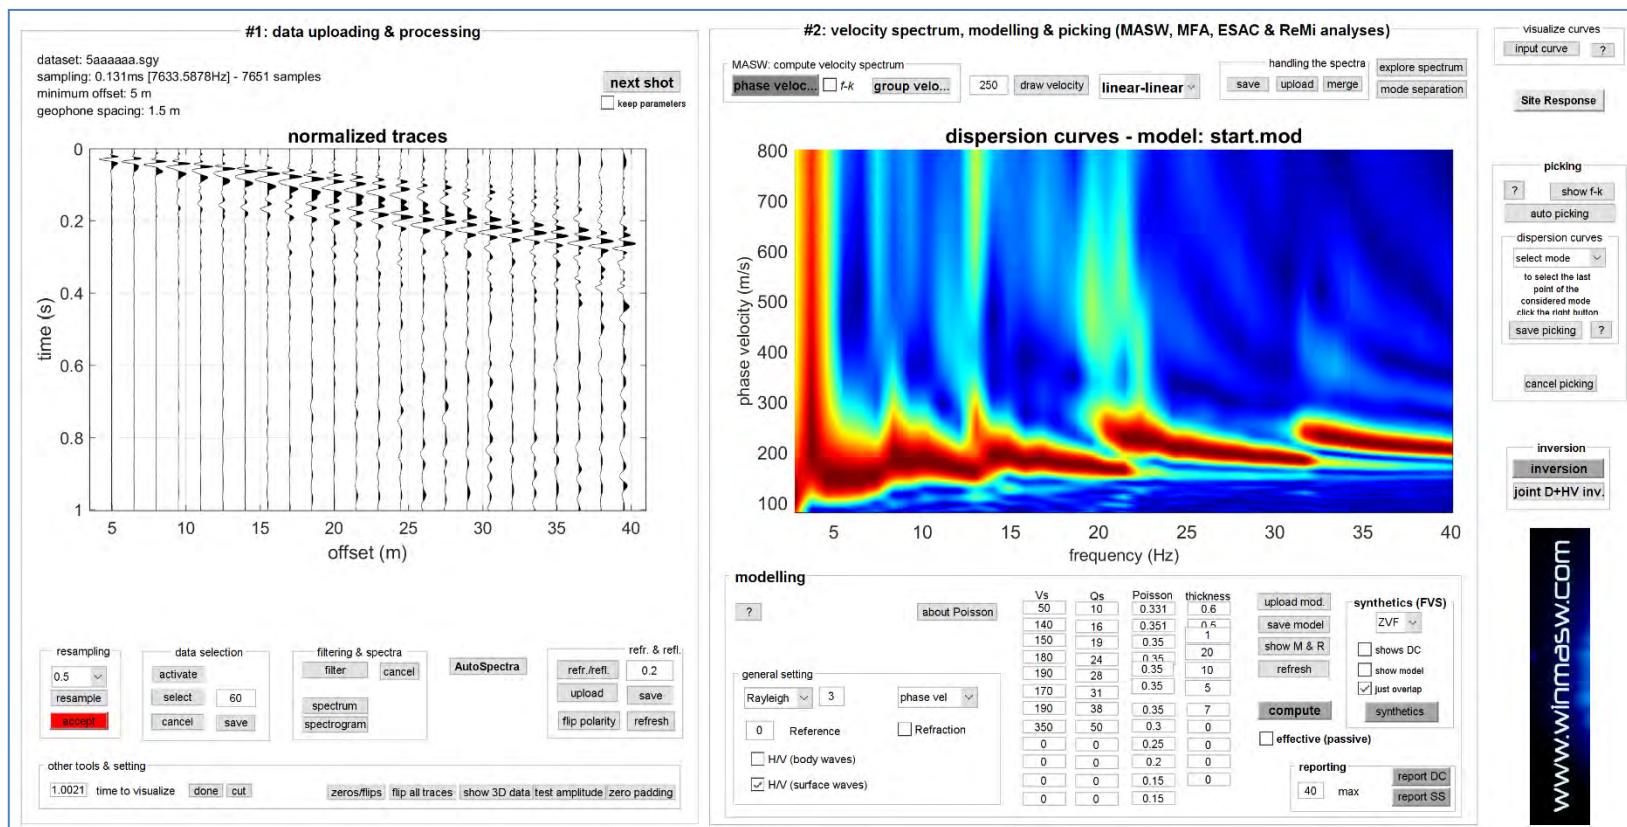 #1: data uploading & processing
dataset: 5aaaaaa.sgy
sampling: 0.131ms [7633.5878Hz] - 7651 samples
minimum offset: 5 m
geophone spacing: 1.5 m
next shot
keep parameters
normalized traces
0
0.2
0.4
0.6
0.8
1
time (s)
5 10 15 20 25 30 35 40
offset (m)
resampling
0.5
resample
accept
data selection
activate
select 60
cancel save
filtering & spectra
filter cancel
spectrum
spectrogram
AutoSpectra
refr. & refl.
refr./refl. 0.2
upload save
flip polarity refresh
other tools & setting
1.0021 time to visualize done cut
zeros/flips flip all traces show 3D data test amplitude zero padding
#2: velocity spectrum, modelling & picking (MASW, MFA, ESAC & ReMi analyses)
MASW: compute velocity spectrum
phase veloc... f-k group velo...
250 draw velocity linear-linear
handling the spectra
save upload merge
explore spectrum
mode separation
dispersion curves - model: start.mod
800
700
600
500
400
300
200
100
phase velocity (m/s)
5 10 15 20 25 30 35 40
frequency (Hz)
modelling
? about Poisson
general setting
Rayleigh 3 phase vel
0 Reference Refraction
H/V (body waves)
H/V (surface waves)
Vs Qs Poisson thickness
50 10 0.331 0.6
140 16 0.351 0.5
150 19 0.35 1
180 24 0.35 20
190 28 0.35 10
170 31 0.35 5
190 38 0.35 7
350 50 0.3 0
0 0 0.25 0
0 0 0.2 0
0 0 0.15 0
0 0 0.15
upload mod.
save model
show M & R
refresh
compute
effective (passive)
synthetics (FVS)
ZVF
shows DC
show model
just overlap
synthetics
reporting
40 max
report DC
report SS
visualize curves
input curve ?
Site Response
picking
? show f-k
auto picking
dispersion curves
select mode
to select the last
point of the
considered mode
click the right button
save picking ?
cancel picking
inversion
inversion
joint D+HV inv.
www.winmasw.com